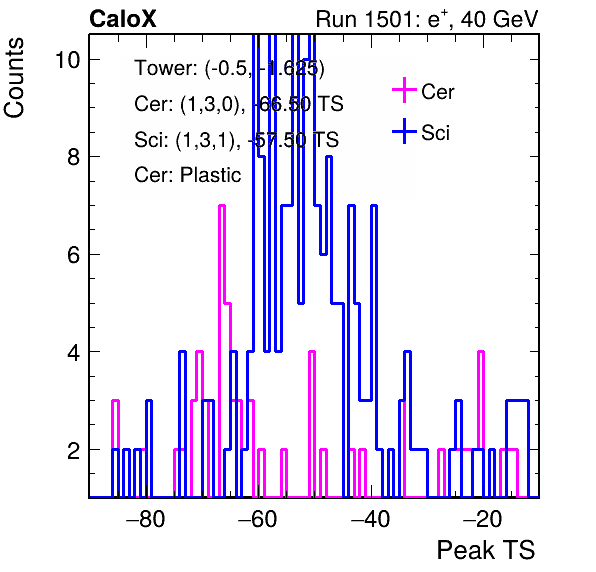 CaloX Run 1501: e⁺, 40 GeV
Counts
Tower: (-0.5, -1.625)
Cer: (1,3,0), -66.50 TS
Sci: (1,3,1), -57.50 TS
Cer: Plastic
Cer
Sci
10
8
6
4
2
−80 −60 −40 −20
Peak TS